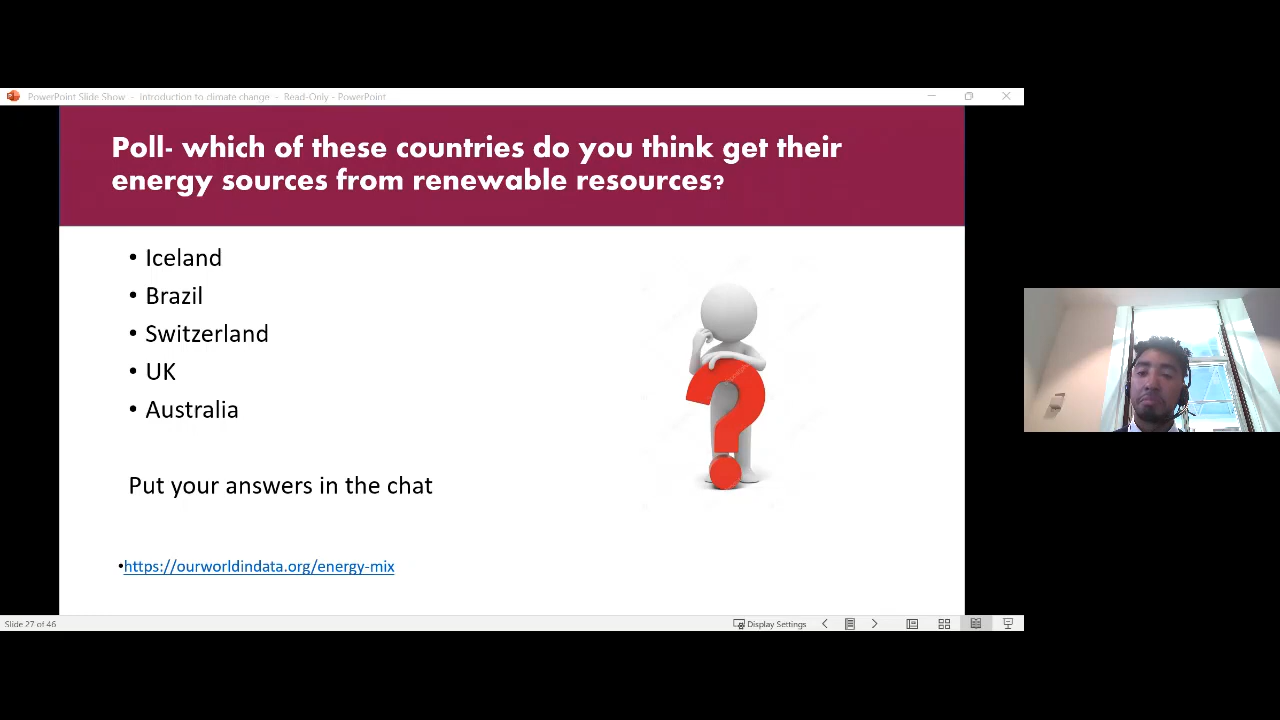 PowerPoint Slide Show - Introduction to climate change - Read-Only - PowerPoint
Poll- which of these countries do you think get their
energy sources from renewable resources?
• Iceland
• Brazil
• Switzerland
• UK
• Australia
Put your answers in the chat
•https://ourworldindata.org/energy-mix
Slide 27 of 46
Display Settings